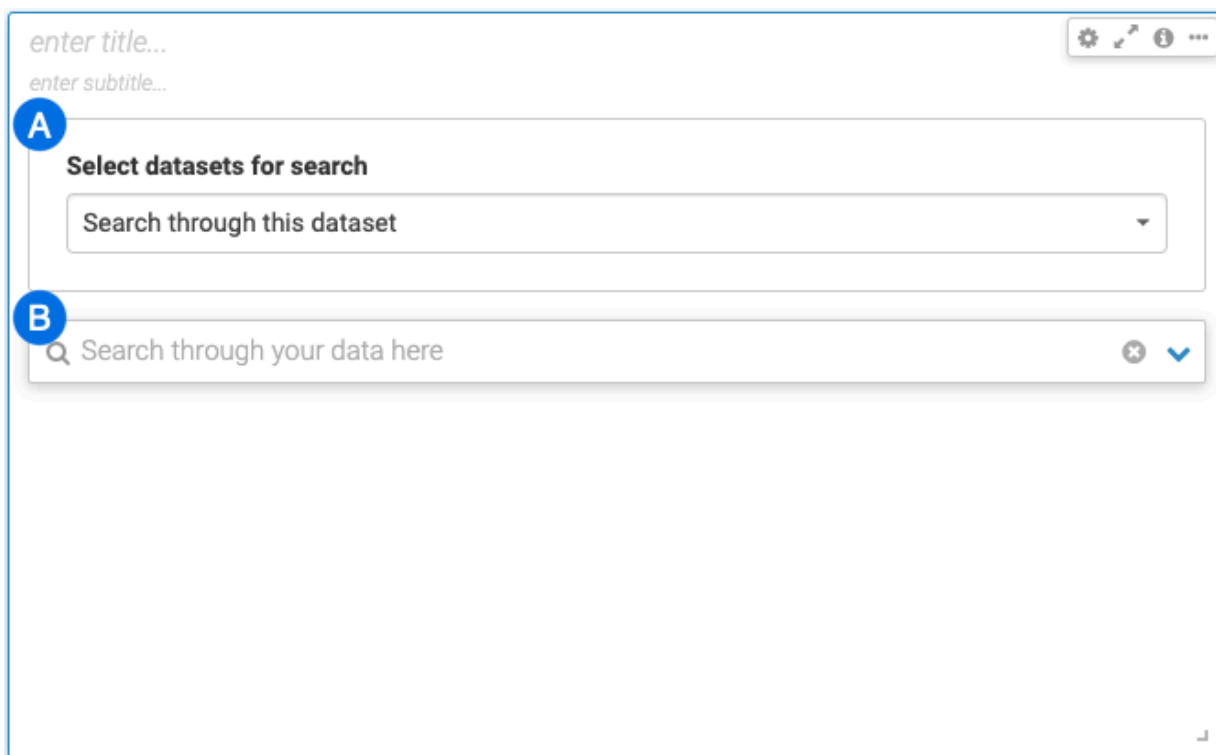 enter title...
enter subtitle...
A
Select datasets for search
Search through this dataset
B
Search through your data here